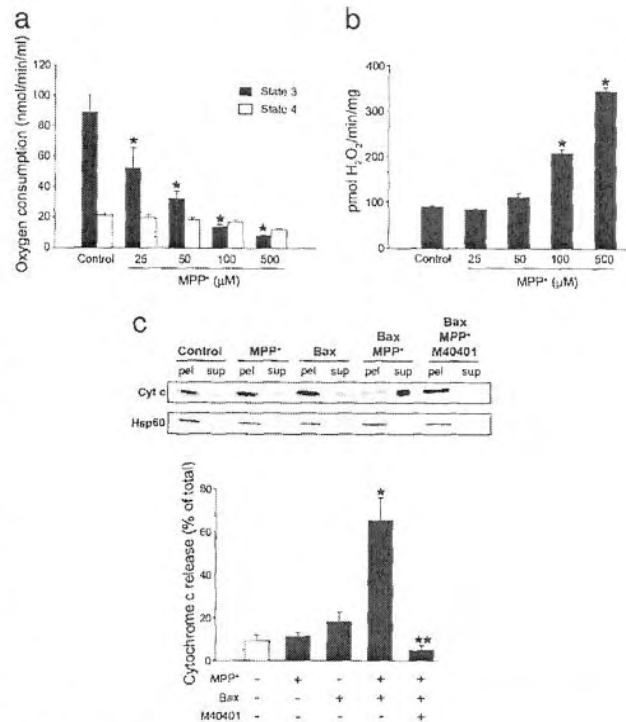 a
Oxygen consumption (nmol/min/ml)
120
100
80
60
40
20
0
State 3
State 4
*
*
*
*
Control
25
50
100
500
MPP⁺ (μM)
b
pmol H₂O₂/min/mg
400
300
200
100
0
*
*
Control
25
50
100
500
MPP⁺ (μM)
c
Control
MPP⁺
Bax
Bax MPP⁺
Bax MPP⁺ M40401
pel sup pel sup pel sup pel sup pel sup
Cyt c
Hsp60
Cytochrome c release (% of total)
80
60
40
20
0
*
**
MPP⁺ - + - + +
Bax - - + + +
M40401 - - - - +